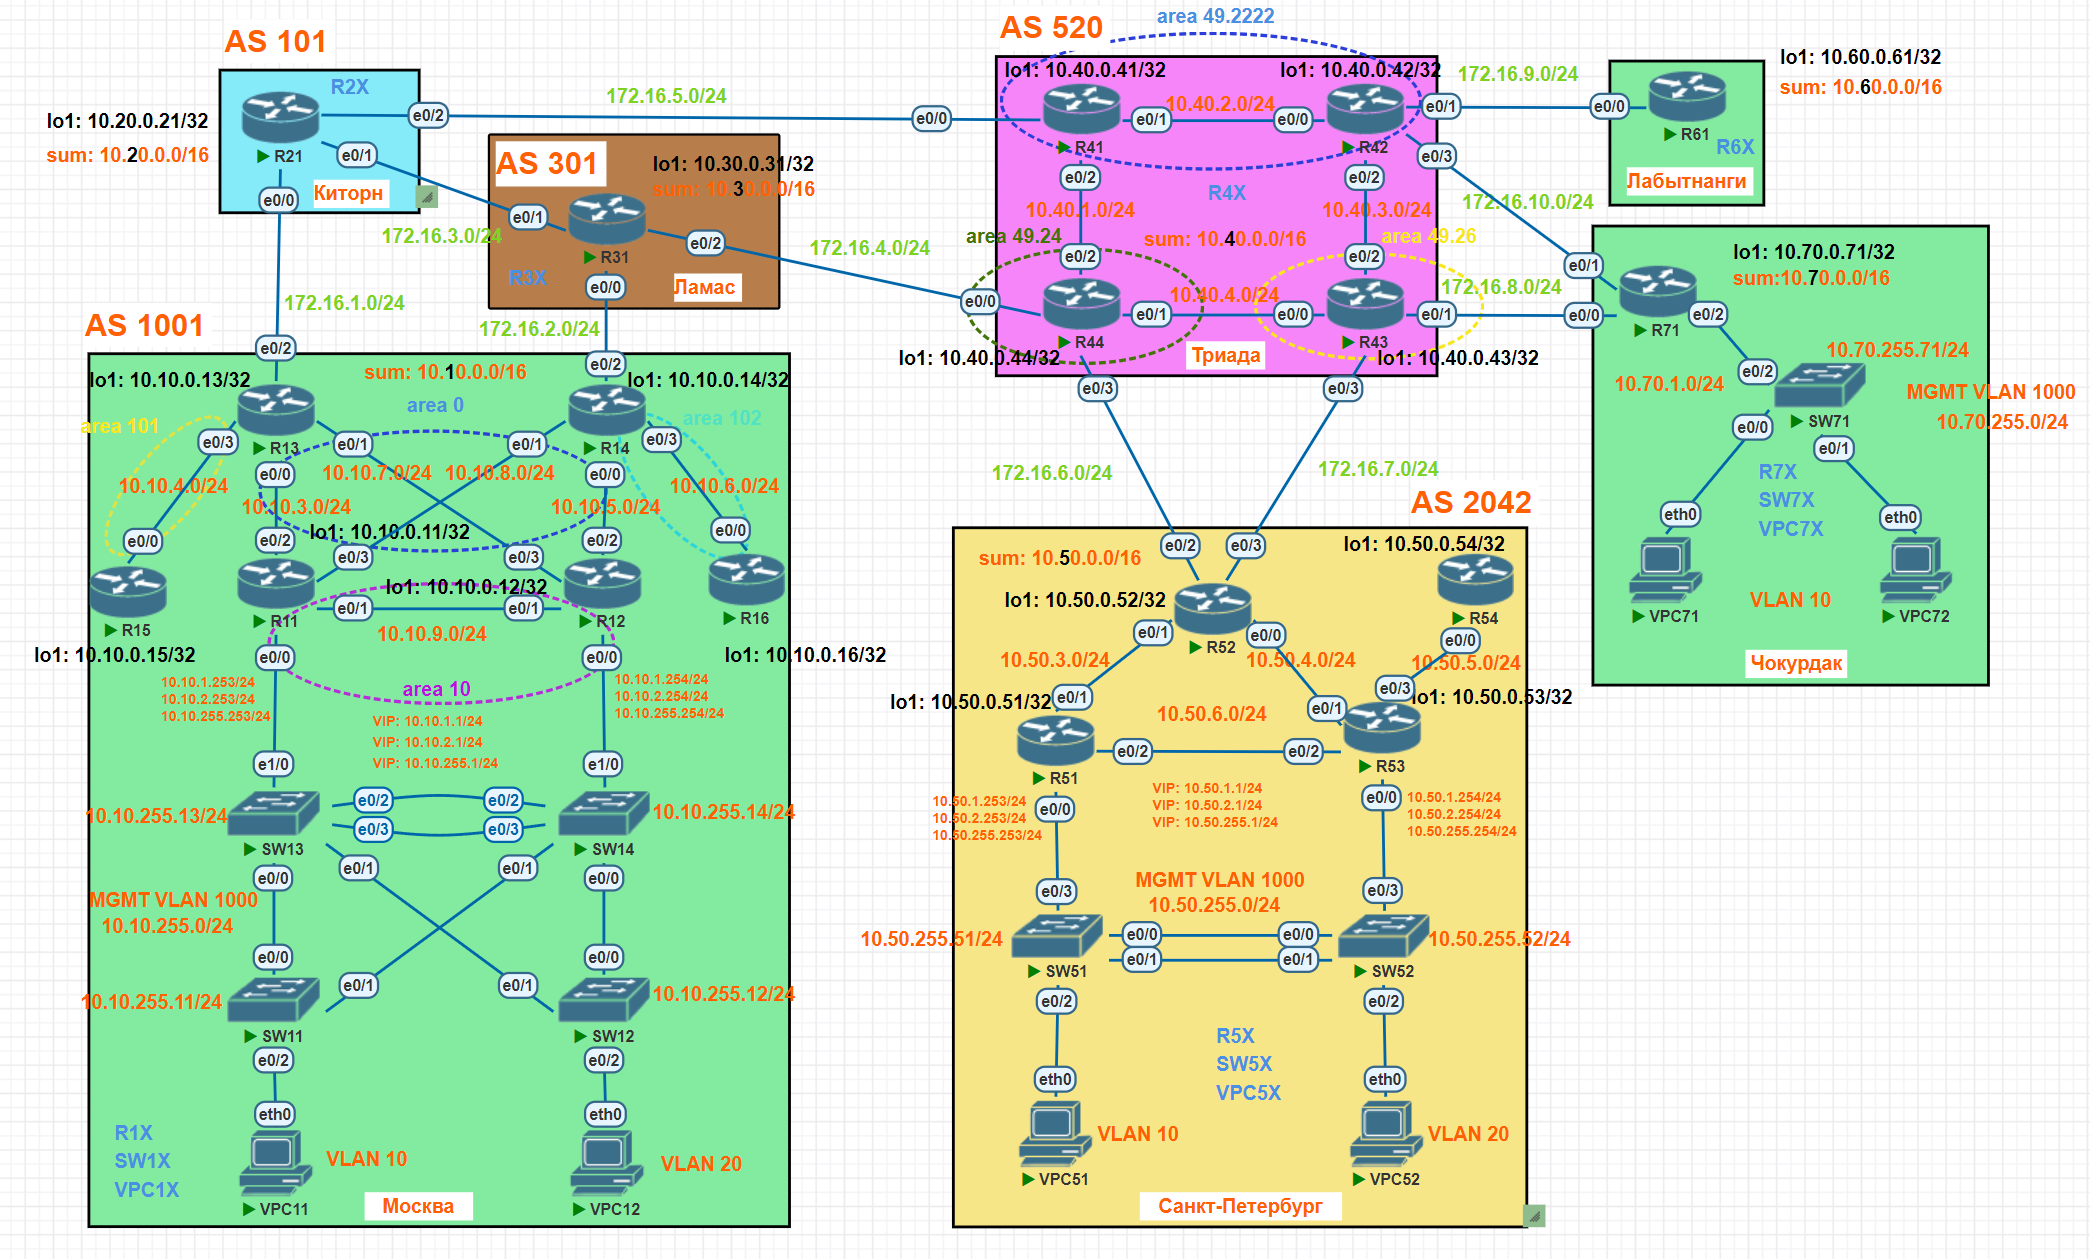 AS 101
R2X
lo1: 10.20.0.21/32
sum: 10.20.0.0/16
R21
e0/2
e0/1
e0/0
Киторн
172.16.5.0/24
172.16.3.0/24
172.16.1.0/24
AS 301
lo1: 10.30.0.31/32
sum: 10.30.0.0/16
e0/1
e0/2
R31
R3X
e0/0
Ламас
172.16.4.0/24
172.16.2.0/24
AS 520
area 49.2222
lo1: 10.40.0.41/32
lo1: 10.40.0.42/32
e0/0
e0/1
10.40.2.0/24
e0/0
e0/1
R41
R42
e0/3
e0/2
e0/2
R4X
10.40.1.0/24
10.40.3.0/24
area 49.24
sum: 10.40.0.0/16
area 49.26
e0/2
e0/2
e0/0
10.40.4.0/24
e0/1
e0/0
e0/1
R44
R43
lo1: 10.40.0.44/32
Триада
lo1: 10.40.0.43/32
e0/3
e0/3
172.16.9.0/24
172.16.10.0/24
172.16.8.0/24
172.16.6.0/24
172.16.7.0/24
lo1: 10.60.0.61/32
sum: 10.60.0.0/16
e0/0
R61
R6X
Лабытнанги
lo1: 10.70.0.71/32
sum:10.70.0.0/16
e0/1
e0/0
e0/2
R71
10.70.255.71/24
10.70.1.0/24
e0/2
MGMT VLAN 1000
10.70.255.0/24
e0/0
SW71
e0/1
R7X
SW7X
VPC7X
eth0
eth0
VLAN 10
VPC71
VPC72
Чокурдак
AS 1001
e0/2
e0/2
lo1: 10.10.0.13/32
sum: 10.10.0.0/16
lo1: 10.10.0.14/32
area 0
area 101
area 102
e0/3
R13
e0/1
e0/1
R14
e0/3
e0/0
10.10.7.0/24
10.10.8.0/24
e0/0
10.10.4.0/24
10.10.3.0/24
10.10.5.0/24
10.10.6.0/24
lo1: 10.10.0.11/32
e0/0
e0/2
e0/3
e0/3
e0/2
e0/0
lo1: 10.10.0.12/32
e0/1
e0/1
R15
R11
R12
R16
10.10.9.0/24
lo1: 10.10.0.15/32
e0/0
e0/0
lo1: 10.10.0.16/32
10.10.1.253/24
10.10.2.253/24
10.10.255.253/24
area 10
10.10.1.254/24
10.10.2.254/24
10.10.255.254/24
VIP: 10.10.1.1/24
VIP: 10.10.2.1/24
VIP: 10.10.255.1/24
e1/0
e1/0
10.10.255.13/24
e0/2
e0/2
10.10.255.14/24
e0/3
e0/3
SW13
SW14
e0/0
e0/1
e0/1
e0/0
MGMT VLAN 1000
10.10.255.0/24
e0/0
e0/0
10.10.255.11/24
e0/1
e0/1
10.10.255.12/24
SW11
SW12
e0/2
e0/2
eth0
eth0
R1X
SW1X
VPC1X
VLAN 10
VLAN 20
VPC11
VPC12
Москва
AS 2042
e0/2
e0/3
sum: 10.50.0.0/16
lo1: 10.50.0.54/32
lo1: 10.50.0.52/32
R54
e0/1
R52
e0/0
e0/0
10.50.3.0/24
10.50.4.0/24
10.50.5.0/24
lo1: 10.50.0.51/32
e0/1
e0/3
lo1: 10.50.0.53/32
10.50.6.0/24
e0/1
e0/2
e0/2
R51
R53
10.50.1.253/24
10.50.2.253/24
10.50.255.253/24
e0/0
VIP: 10.50.1.1/24
VIP: 10.50.2.1/24
VIP: 10.50.255.1/24
e0/0
10.50.1.254/24
10.50.2.254/24
10.50.255.254/24
e0/3
MGMT VLAN 1000
10.50.255.0/24
e0/3
10.50.255.51/24
e0/0
e0/0
10.50.255.52/24
e0/1
e0/1
SW51
SW52
e0/2
e0/2
R5X
SW5X
VPC5X
eth0
eth0
VLAN 10
VLAN 20
VPC51
VPC52
Санкт-Петербург